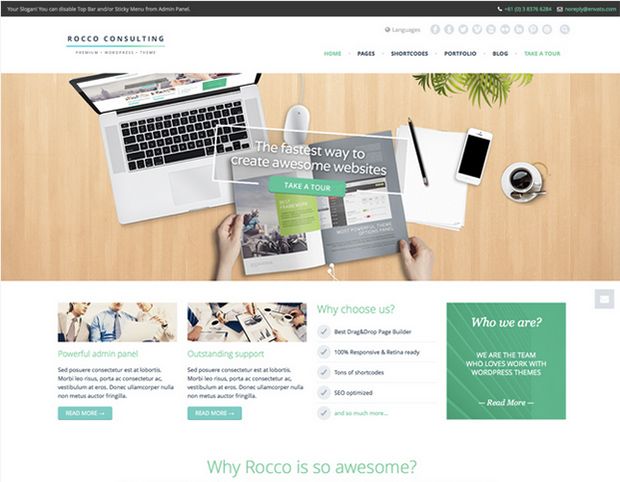 Your Slogan! You can disable Top Bar and/or Sticky Menu from Admin Panel.
+61 (0) 3 8376 6284
noreply@envato.com
Languages
ROCCO CONSULTING
PREMIUM • WORDPRESS • THEME
HOME
PAGES
SHORTCODES
PORTFOLIO
BLOG
TAKE A TOUR
The fastest way to
create awesome websites
TAKE A TOUR
BEST
FRAMEWORK
MOST POWERFUL THEME
OPTIONS PANEL
Powerful admin panel
Sed posuere consectetur est at lobortis.
Morbi leo risus, porta ac consectetur ac,
vestibulum at eros. Donec ullamcorper nulla
non metus auctor fringilla.
READ MORE →
Outstanding support
Sed posuere consectetur est at lobortis.
Morbi leo risus, porta ac consectetur ac,
vestibulum at eros. Donec ullamcorper nulla
non metus auctor fringilla.
READ MORE →
Why choose us?
Best Drag&Drop Page Builder
100% Responsive & Retina ready
Tons of shortcodes
SEO optimized
and so much more...
Who we are?
WE ARE THE TEAM
WHO LOVES WORK WITH
WORDPRESS THEMES
— Read More —
Why Rocco is so awesome?